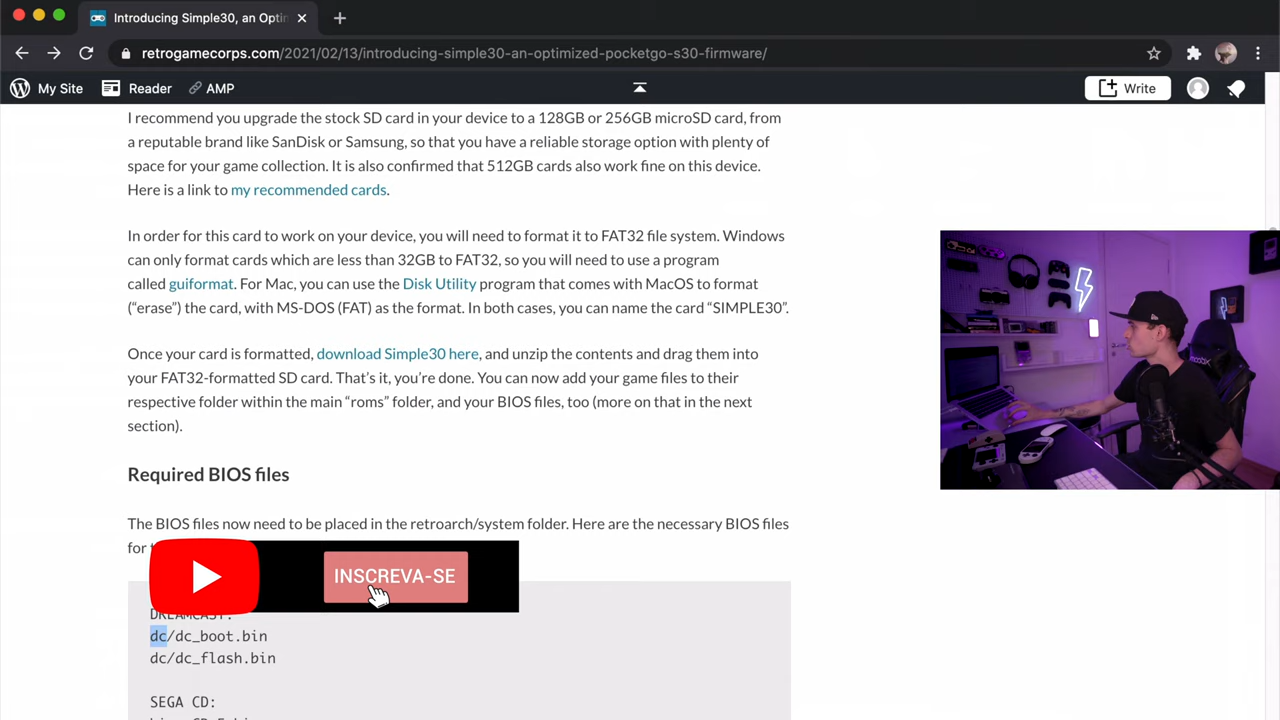 Introducing Simple30, an Opti
retrogamecorps.com/2021/02/13/introducing-simple30-an-optimized-pocketgo-s30-firmware/
My Site Reader AMP Write
I recommend you upgrade the stock SD card in your device to a 128GB or 256GB microSD card, from
a reputable brand like SanDisk or Samsung, so that you have a reliable storage option with plenty of
space for your game collection. It is also confirmed that 512GB cards also work fine on this device.
Here is a link to my recommended cards.
In order for this card to work on your device, you will need to format it to FAT32 file system. Windows
can only format cards which are less than 32GB to FAT32, so you will need to use a program
called guiformat. For Mac, you can use the Disk Utility program that comes with MacOS to format
(“erase”) the card, with MS-DOS (FAT) as the format. In both cases, you can name the card “SIMPLE30”.
Once your card is formatted, download Simple30 here, and unzip the contents and drag them into
your FAT32-formatted SD card. That’s it, you’re done. You can now add your game files to their
respective folder within the main “roms” folder, and your BIOS files, too (more on that in the next
section).
Required BIOS files
The BIOS files now need to be placed in the retroarch/system folder. Here are the necessary BIOS files
for
INSCREVA-SE
DREAMCAST:
dc/dc_boot.bin
dc/dc_flash.bin
SEGA CD: